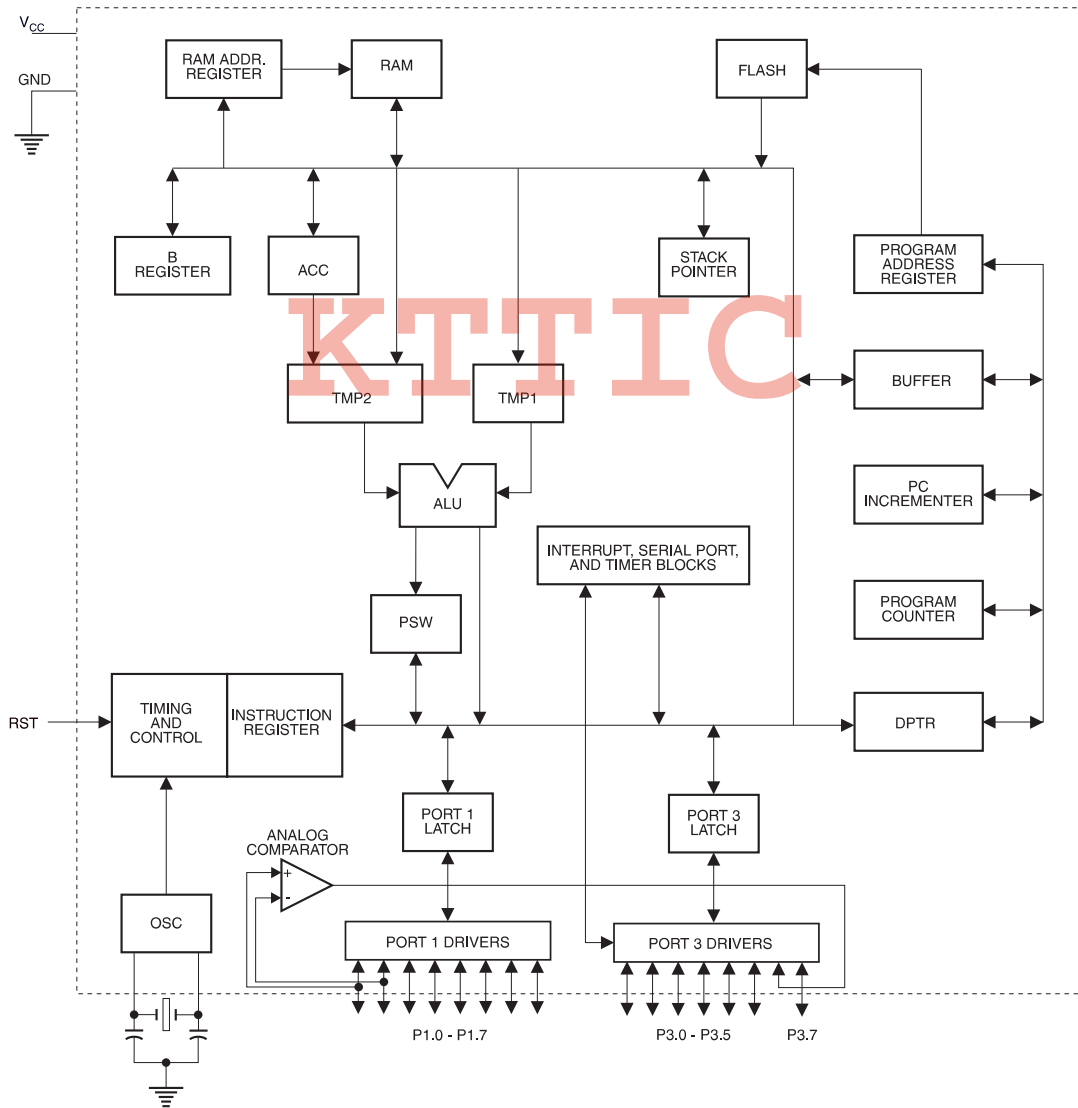 VCC
GND
RAM ADDR.
REGISTER
RAM
FLASH
B
REGISTER
ACC
STACK
POINTER
PROGRAM
ADDRESS
REGISTER
KTTIC
TMP2
TMP1
BUFFER
ALU
PC
INCREMENTER
INTERRUPT, SERIAL PORT,
AND TIMER BLOCKS
PSW
PROGRAM
COUNTER
RST
TIMING
AND
CONTROL
INSTRUCTION
REGISTER
DPTR
PORT 1
LATCH
PORT 3
LATCH
ANALOG
COMPARATOR
+
-
OSC
PORT 1 DRIVERS
PORT 3 DRIVERS
P1.0 - P1.7
P3.0 - P3.5
P3.7